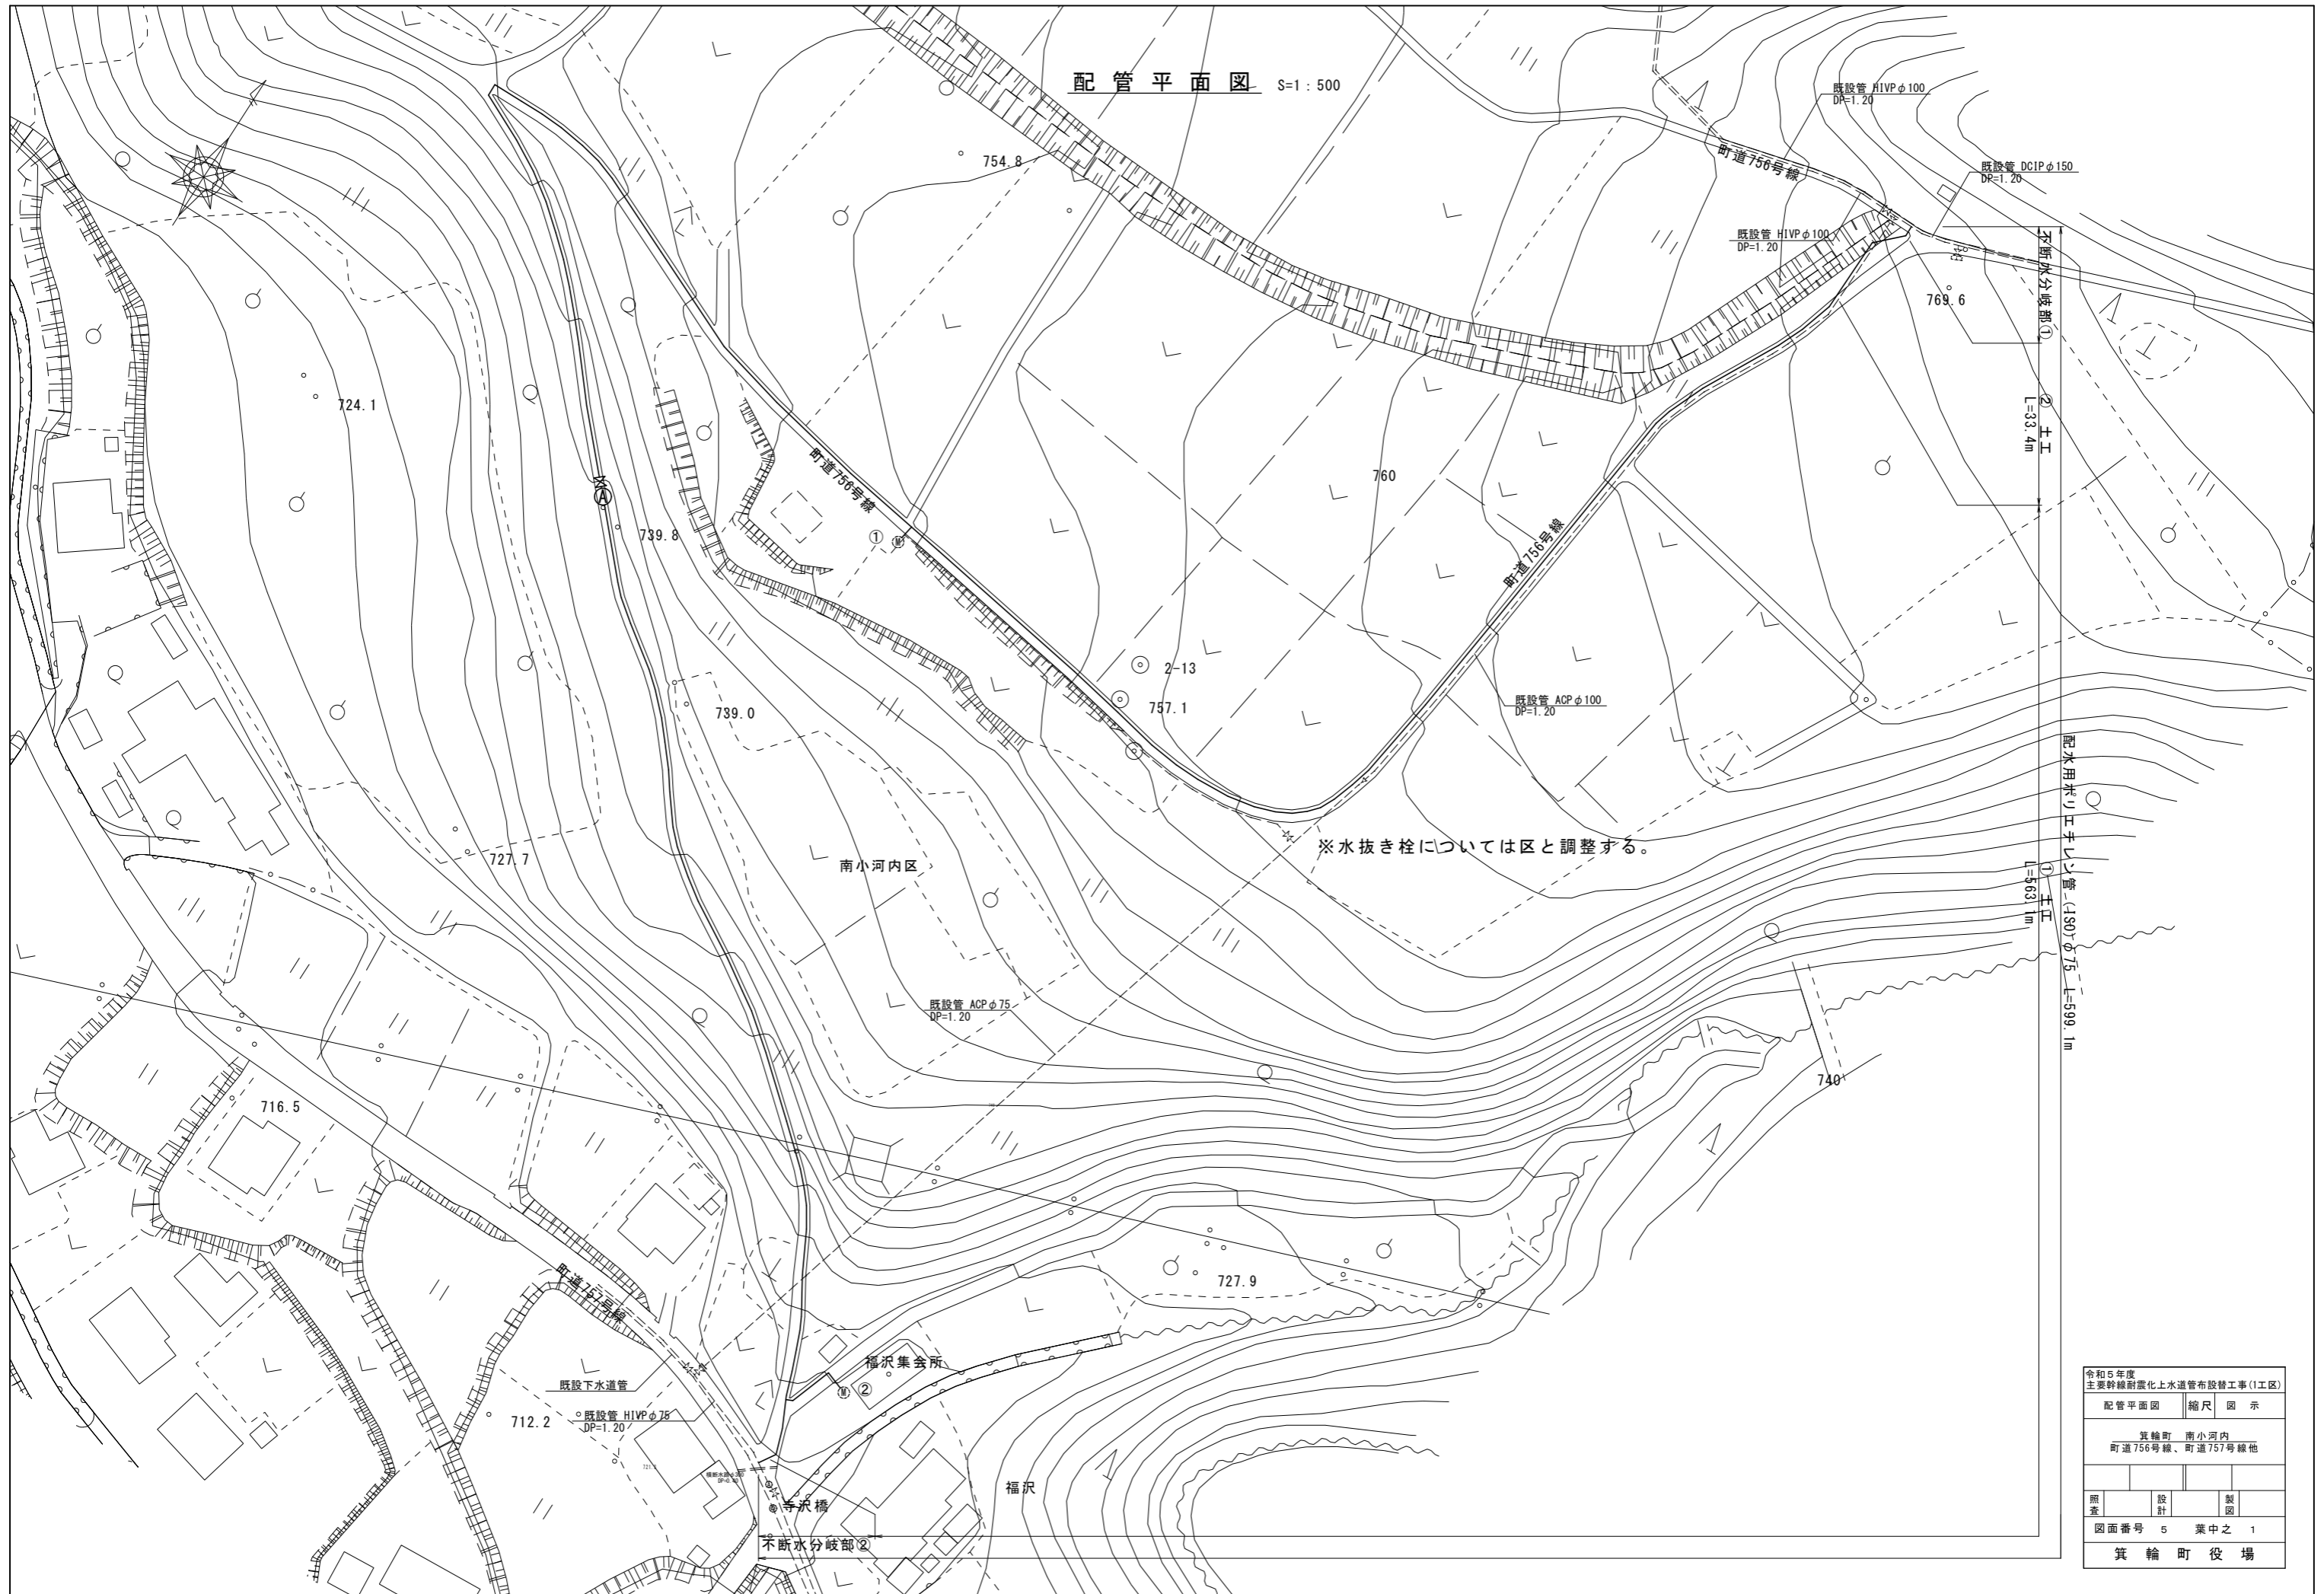 配管平面図 S=1:500
既設管 HIVPφ100
DP=1.20
町道756号線
既設管 DCIPφ150
DP=1.20
既設管 HIVPφ100
DP=1.20
754.8
769.6
不断水分岐部①
② 土工
L=33.4m
724.1
町道756号線
Ⓐ
739.8
①
Ⓜ
760
町道756号線
2-13
757.1
739.0
既設管 ACPφ100
DP=1.20
配水用ポリエチレン管(ISO)φ75 L=599.1m
① 土工
L=563.1m
※水抜き栓については区と調整する。
727.7
南小河内区
既設管 ACPφ75
DP=1.20
740
716.5
727.9
町道757号線
福沢集会所
Ⓜ ②
既設下水道管
712.2
既設管 HIVPφ75
DP=1.20
福沢
寺沢橋
不断水分岐部②
令和5年度
主要幹線耐震化上水道管布設替工事(1工区)
配管平面図 縮尺 図示
箕輪町 南小河内
町道756号線、町道757号線他
照査 設計 製図
図面番号 5 葉中之 1
箕輪町役場